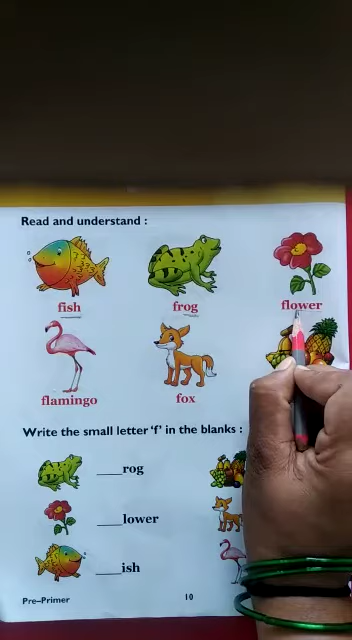 Read and understand :
fish frog flower
flamingo fox
Write the small letter 'f' in the blanks :
___rog
___lower
___ish
Pre-Primer 10